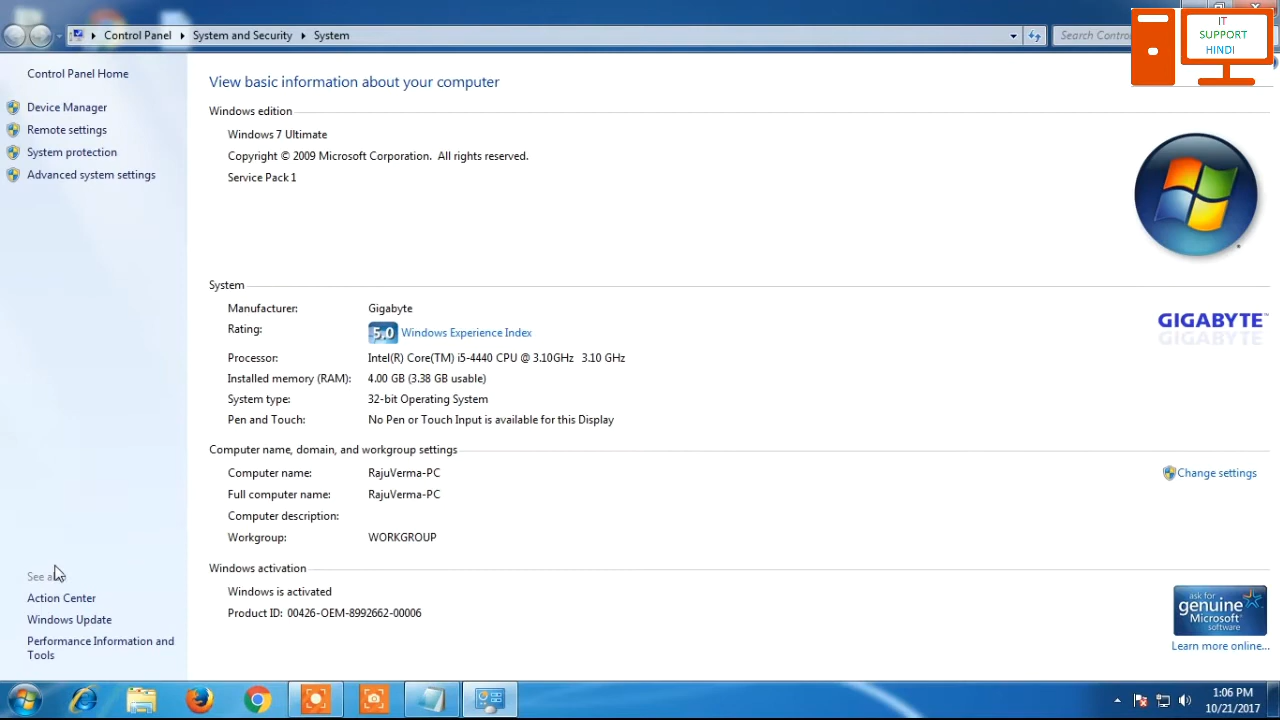 Control Panel System and Security System
Search Contro
IT
SUPPORT
HINDI
Control Panel Home
Device Manager
Remote settings
System protection
Advanced system settings
View basic information about your computer
Windows edition
Windows 7 Ultimate
Copyright © 2009 Microsoft Corporation. All rights reserved.
Service Pack 1
System
Manufacturer: Gigabyte
Rating: 5,0 Windows Experience Index
Processor: Intel(R) Core(TM) i5-4440 CPU @ 3.10GHz 3.10 GHz
Installed memory (RAM): 4.00 GB (3.38 GB usable)
System type: 32-bit Operating System
Pen and Touch: No Pen or Touch Input is available for this Display
GIGABYTE™
Computer name, domain, and workgroup settings
Computer name: RajuVerma-PC
Change settings
Full computer name: RajuVerma-PC
Computer description:
Workgroup: WORKGROUP
Windows activation
Windows is activated
Product ID: 00426-OEM-8992662-00006
ask for
genuine
Microsoft
software
Learn more online...
See
Action Center
Windows Update
Performance Information and
Tools
1:06 PM
10/21/2017